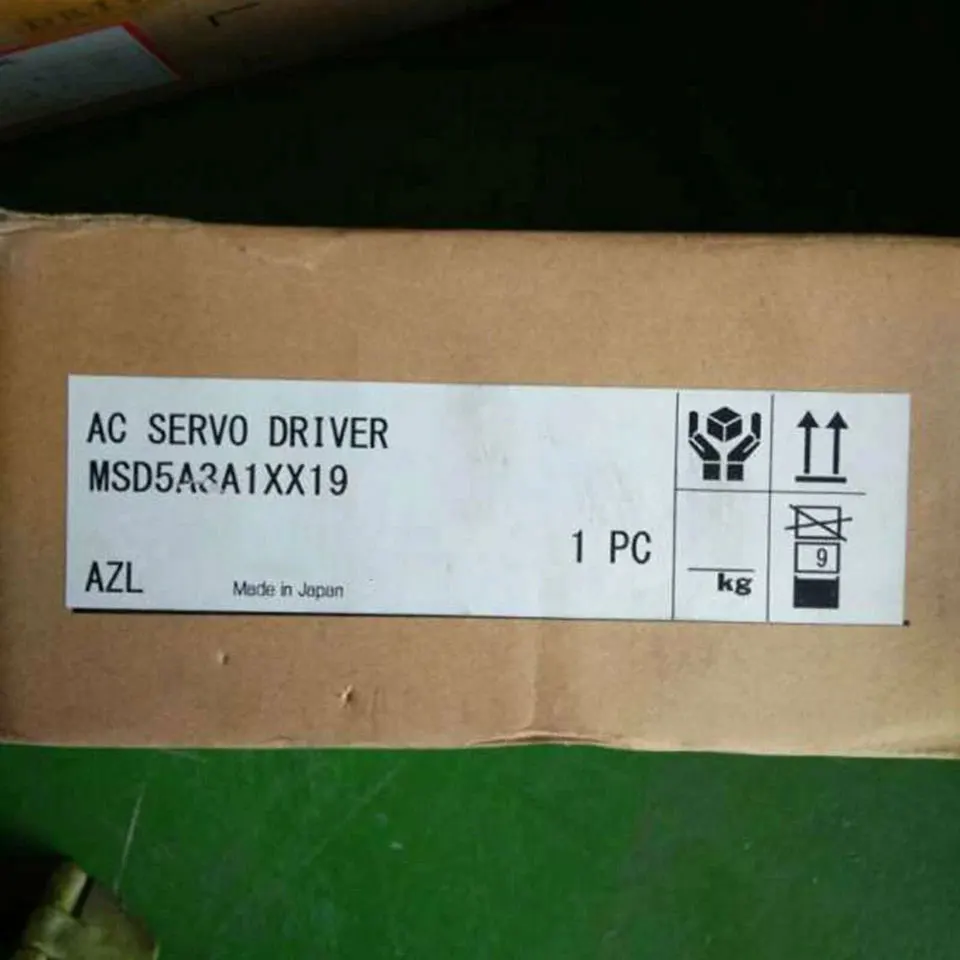 AC SERVO DRIVER
MSD5A3A1XX19
1 PC
AZL
Made in Japan
kg
9